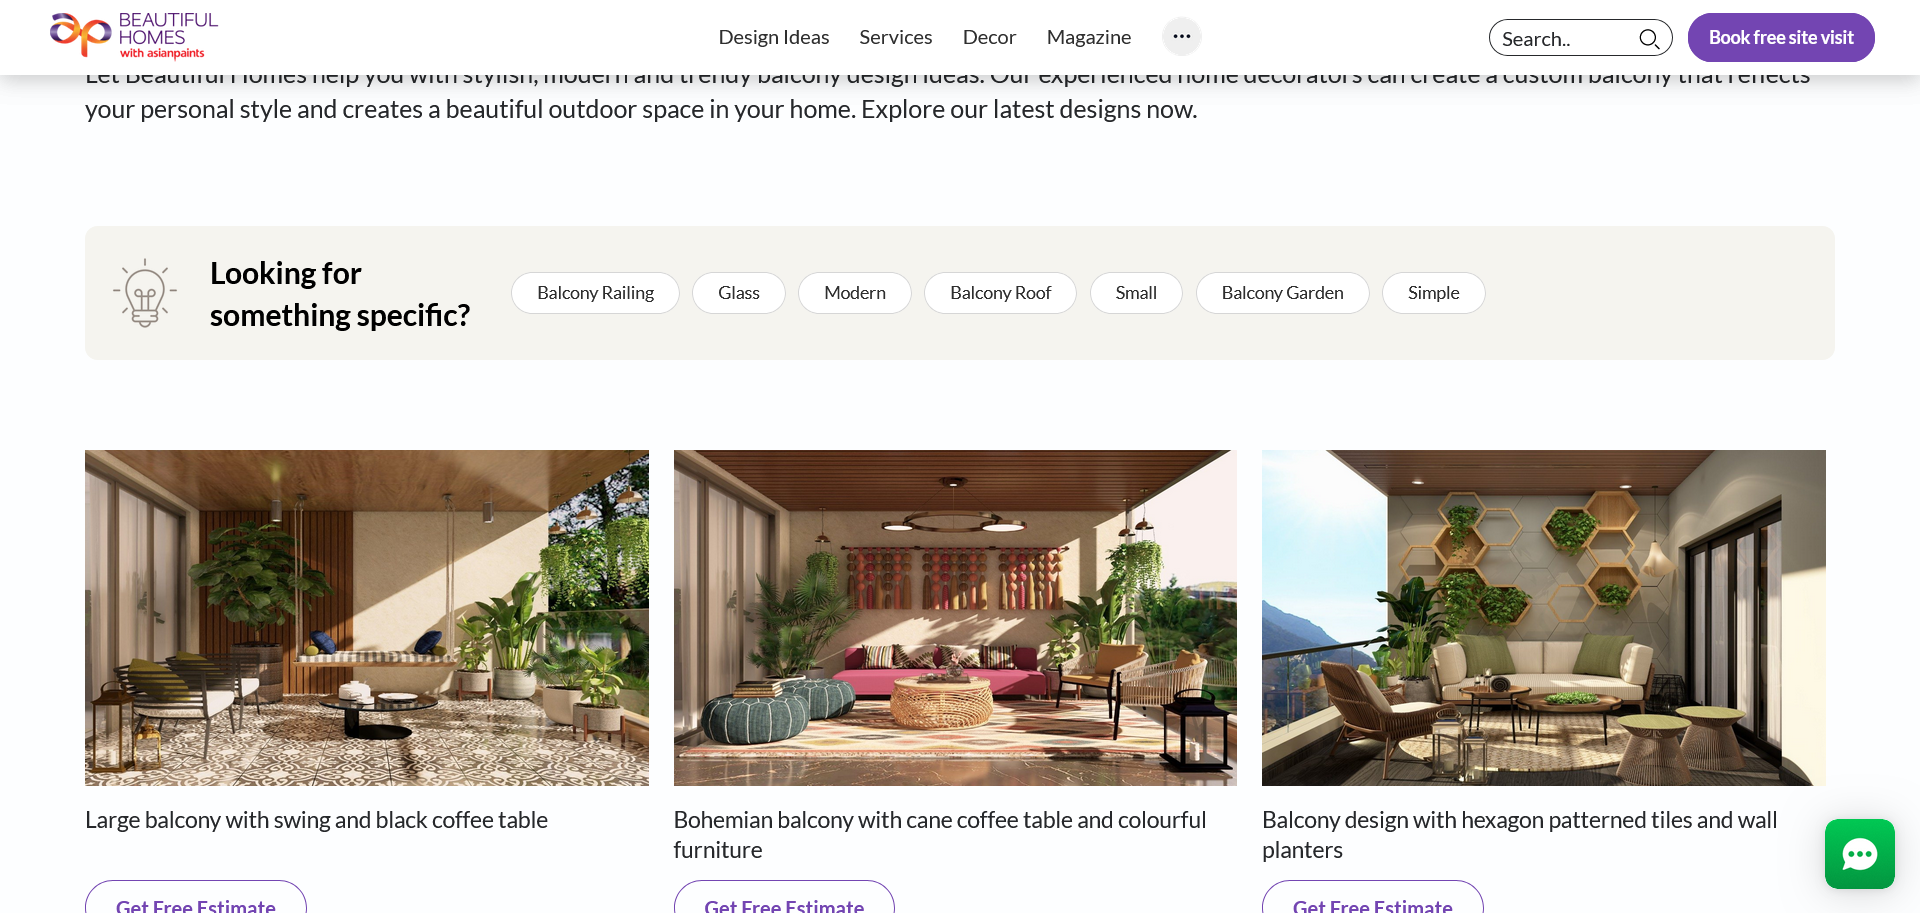 BEAUTIFUL
HOMES
with asianpaints
Design Ideas
Services
Decor
Magazine
Search..
Book free site visit
Let Beautiful Homes help you with stylish, modern and trendy balcony design ideas. Our experienced home decorators can create a custom balcony that reflects
your personal style and creates a beautiful outdoor space in your home. Explore our latest designs now.
Looking for
something specific?
Balcony Railing
Glass
Modern
Balcony Roof
Small
Balcony Garden
Simple
Large balcony with swing and black coffee table
Bohemian balcony with cane coffee table and colourful
furniture
Balcony design with hexagon patterned tiles and wall
planters
Get Free Estimate
Get Free Estimate
Get Free Estimate